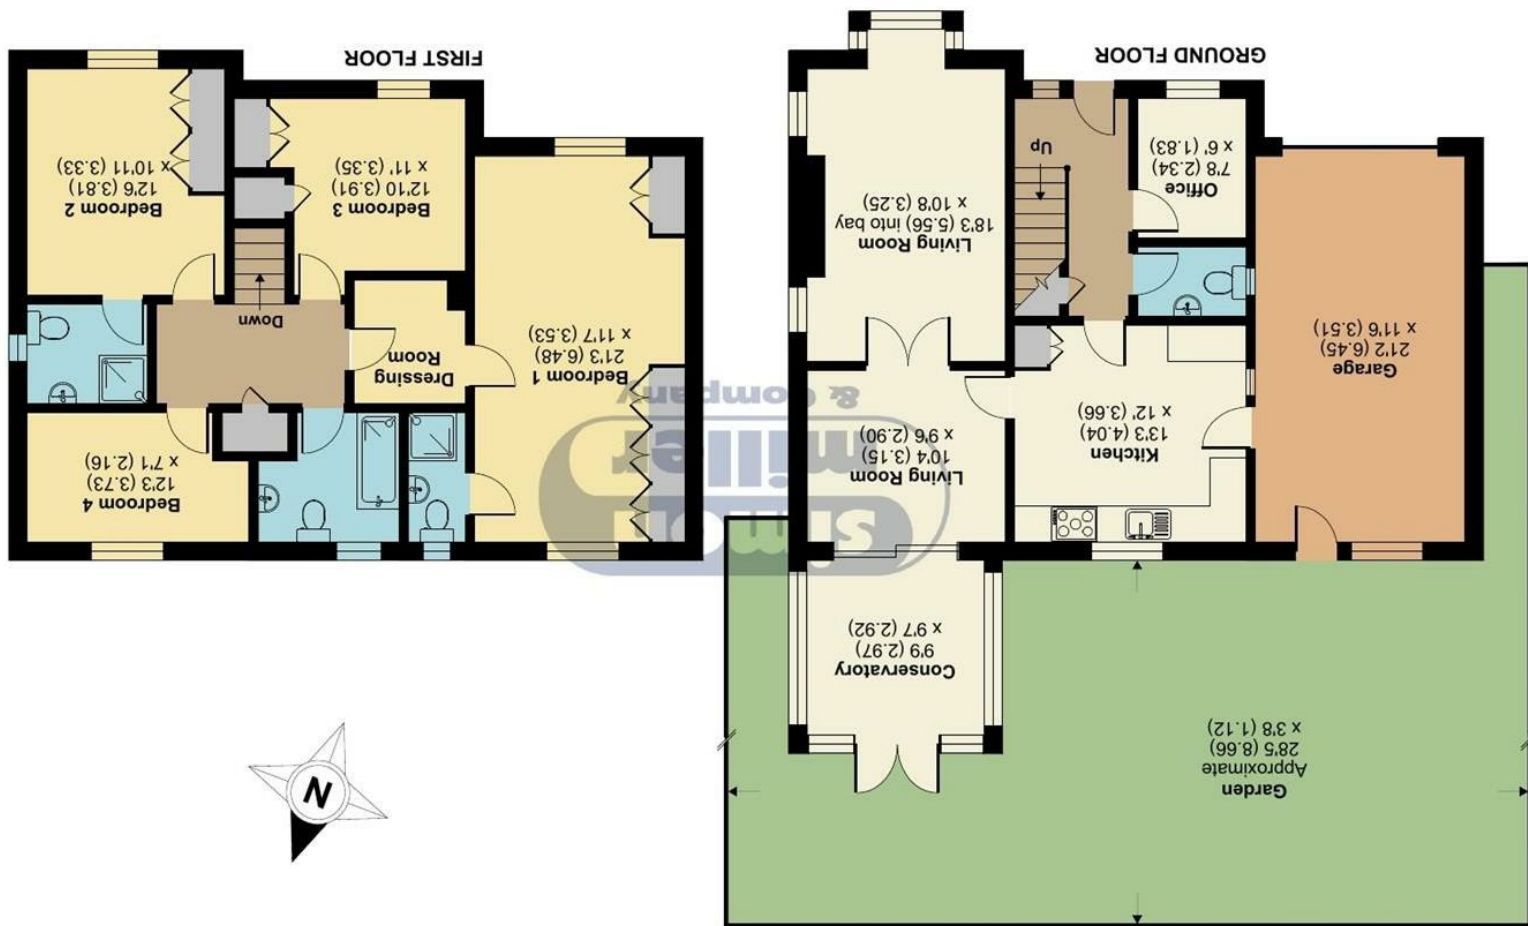 Garden
Approximate
28'5 (8.66)
x 3'8 (1.12)
Conservatory
9'9 (2.97)
x 9'7 (2.92)
N
Garage
21'2 (6.45)
x 11'6 (3.51)
Kitchen
13'3 (4.04)
x 12' (3.66)
Living Room
10'4 (3.15)
x 9'6 (2.90)
Living Room
18'3 (5.56) into bay
x 10'8 (3.25)
Office
7'8 (2.34)
x 6' (1.83)
Up
GROUND FLOOR
simon
miller
& company
Bedroom 1
21'3 (6.48)
x 11'7 (3.53)
Dressing
Room
Bedroom 4
12'3 (3.73)
x 7'1 (2.16)
Down
Bedroom 3
12'10 (3.91)
x 11' (3.35)
Bedroom 2
12'6 (3.81)
x 10'11 (3.33)
FIRST FLOOR